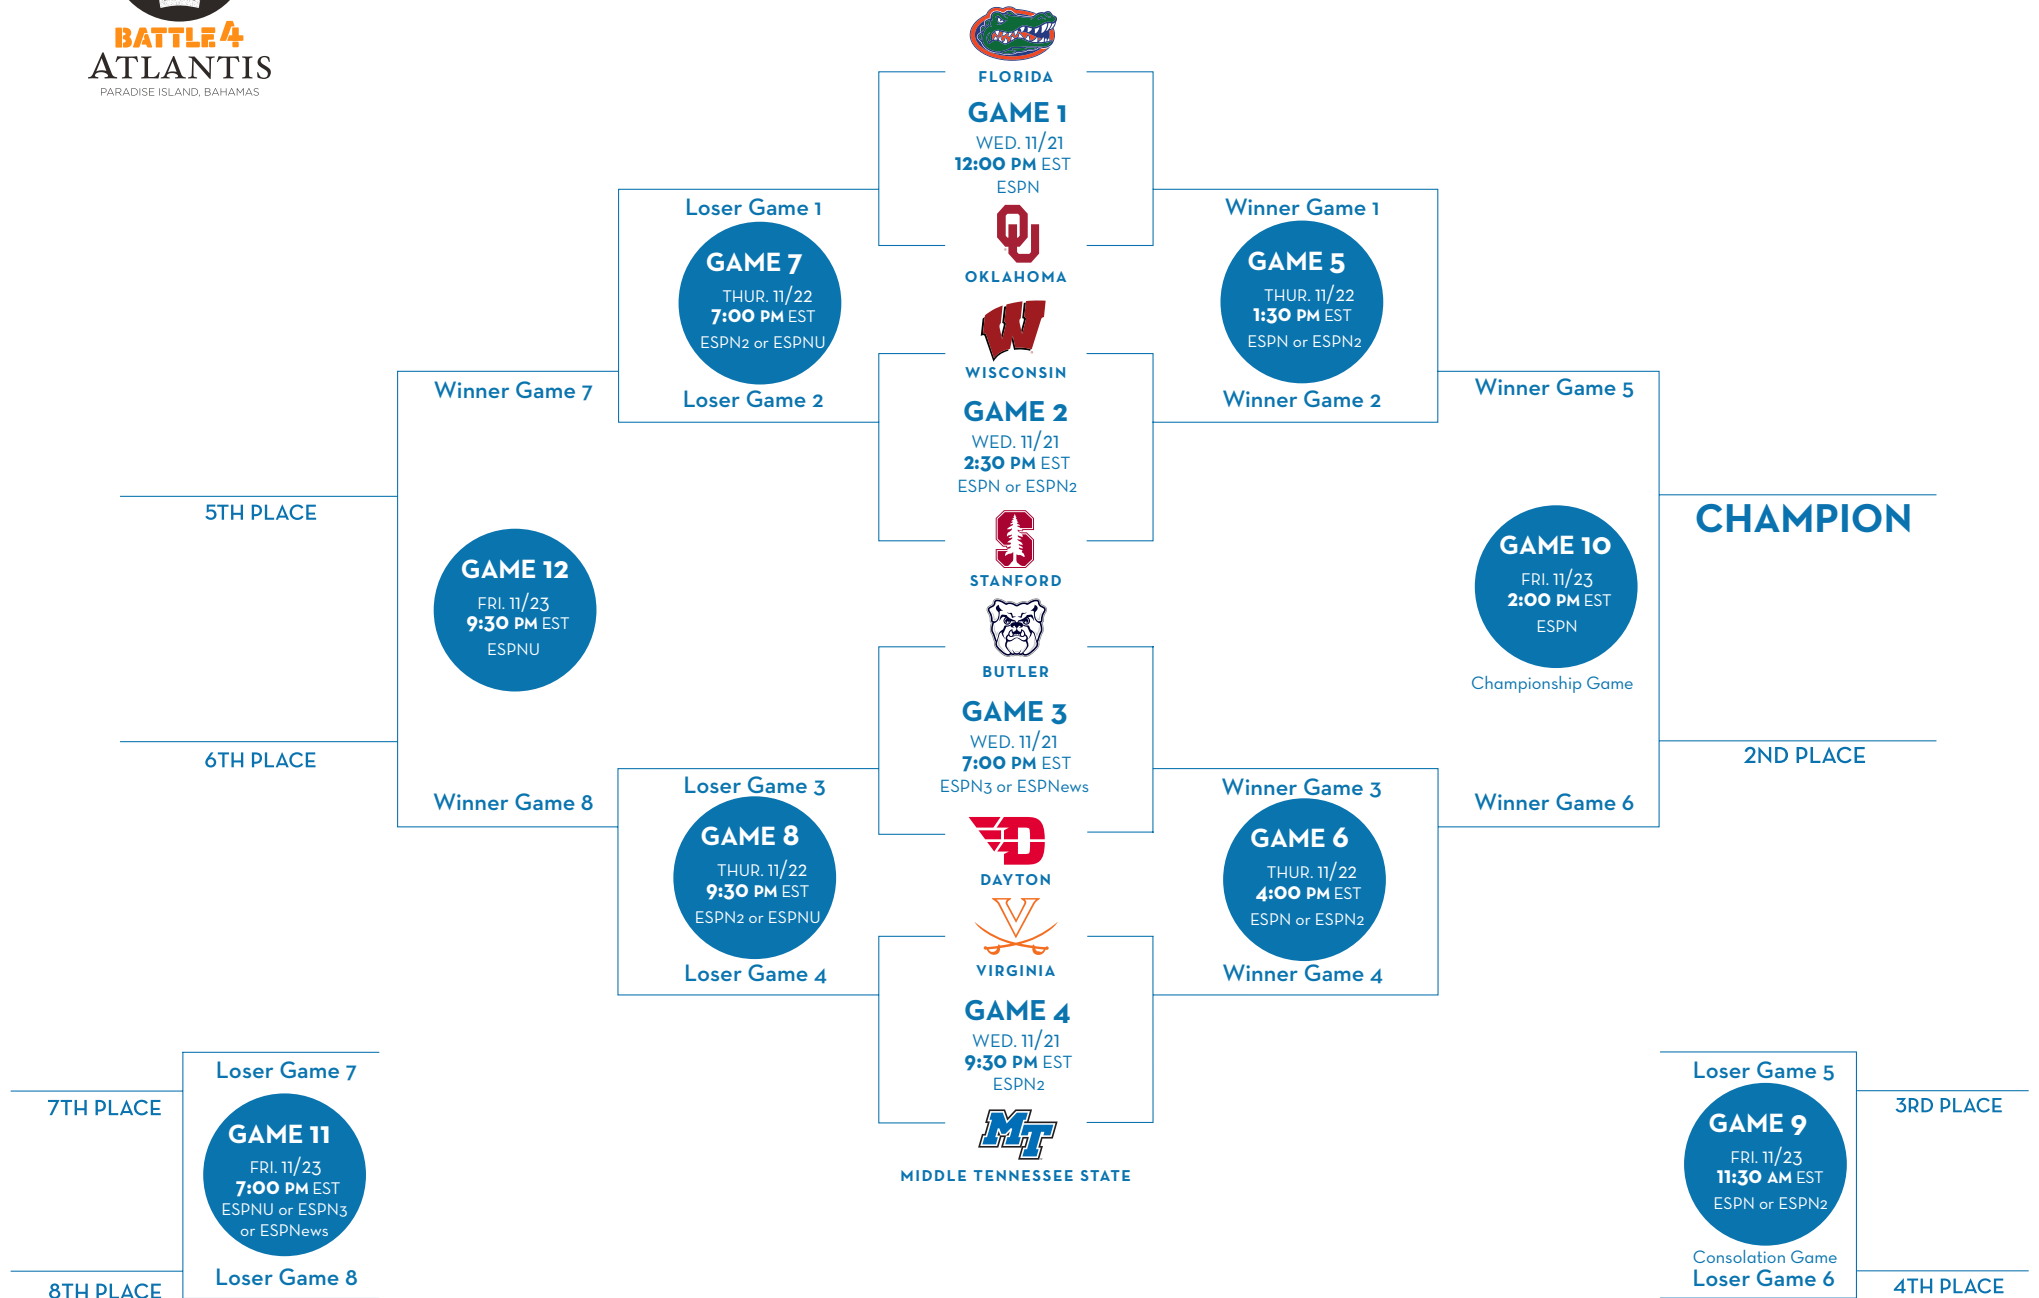 BATTLE 4
ATLANTIS
PARADISE ISLAND, BAHAMAS
FLORIDA
GAME 1
WED. 11/21
12:00 PM EST
ESPN
OKLAHOMA
WISCONSIN
GAME 2
WED. 11/21
2:30 PM EST
ESPN or ESPN2
STANFORD
BUTLER
GAME 3
WED. 11/21
7:00 PM EST
ESPN3 or ESPNews
DAYTON
VIRGINIA
GAME 4
WED. 11/21
9:30 PM EST
ESPN2
MT
MIDDLE TENNESSEE STATE
Loser Game 1
GAME 7
THUR. 11/22
7:00 PM EST
ESPN2 or ESPNU
Loser Game 2
Winner Game 1
GAME 5
THUR. 11/22
1:30 PM EST
ESPN or ESPN2
Winner Game 2
Winner Game 7
5TH PLACE
GAME 12
FRI. 11/23
9:30 PM EST
ESPNU
6TH PLACE
Winner Game 8
Winner Game 5
CHAMPION
GAME 10
FRI. 11/23
2:00 PM EST
ESPN
Championship Game
2ND PLACE
Winner Game 6
Loser Game 3
GAME 8
THUR. 11/22
9:30 PM EST
ESPN2 or ESPNU
Loser Game 4
Winner Game 3
GAME 6
THUR. 11/22
4:00 PM EST
ESPN or ESPN2
Winner Game 4
Loser Game 7
7TH PLACE
GAME 11
FRI. 11/23
7:00 PM EST
ESPNU or ESPN3
or ESPNews
Loser Game 8
8TH PLACE
Loser Game 5
3RD PLACE
GAME 9
FRI. 11/23
11:30 AM EST
ESPN or ESPN2
Consolation Game
Loser Game 6
4TH PLACE